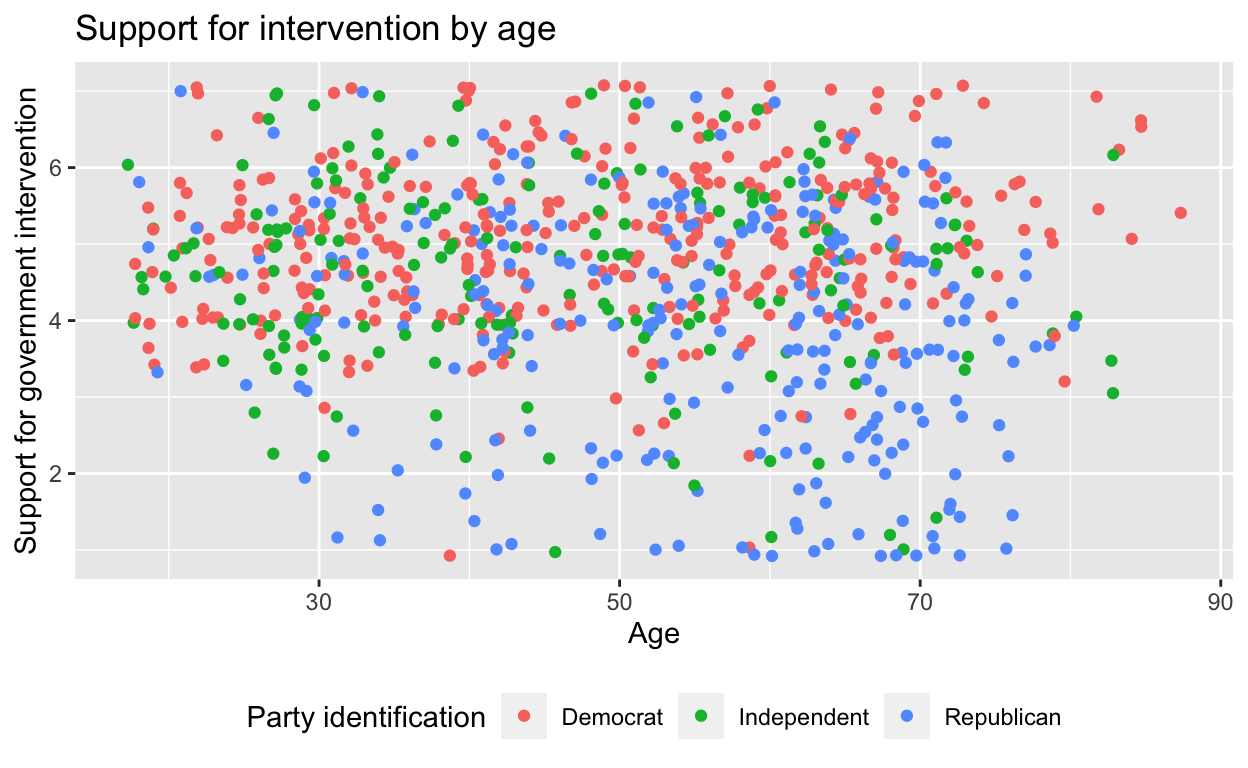 Support for intervention by age
Support for government intervention
6
4
2
30 50 70 90
Age
Party identification Democrat Independent Republican